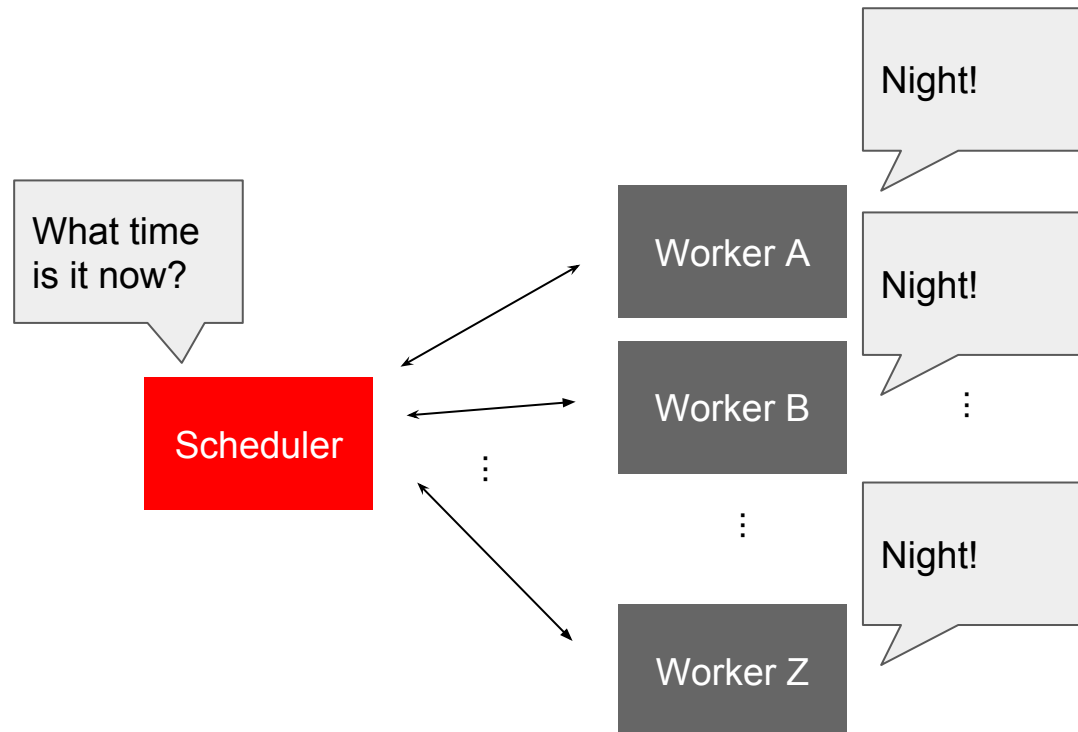 Night!
What time
is it now?
Worker A
Night!
Worker B
⋮
Scheduler
⋮
⋮
Night!
Worker Z